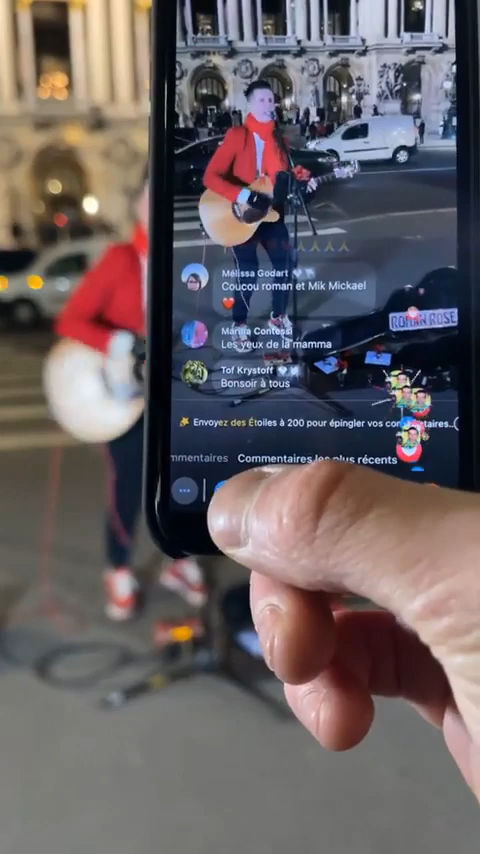 Mélissa Godart
Coucou roman et Mik Mickael
ROMAN ROSE
Marina Contessi
Les yeux de la mamma
Tof Krystoff
Bonsoir à tous
Envoyez des Étoiles à 200 pour épingler vos commentaires..
mmentaires Commentaires les plus récents